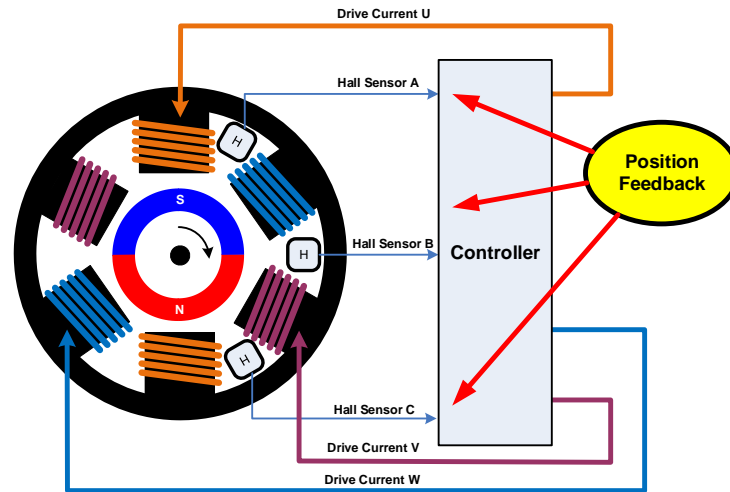 Drive Current U
Hall Sensor A
H
Position
Feedback
S
Hall Sensor B
H
Controller
N
H
Hall Sensor C
Drive Current V
Drive Current W